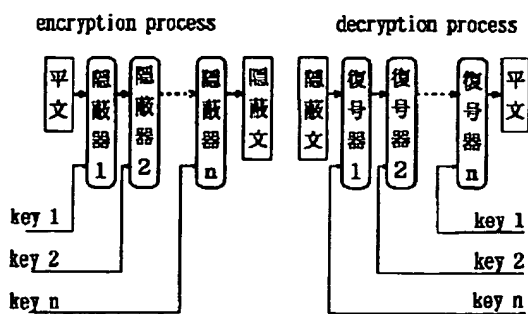 encryption process
平文
隠蔽器1
隠蔽器2
隠蔽器n
隠蔽文
key 1
key 2
key n
decryption process
隠蔽文
復号器1
復号器2
復号器n
平文
key 1
key 2
key n